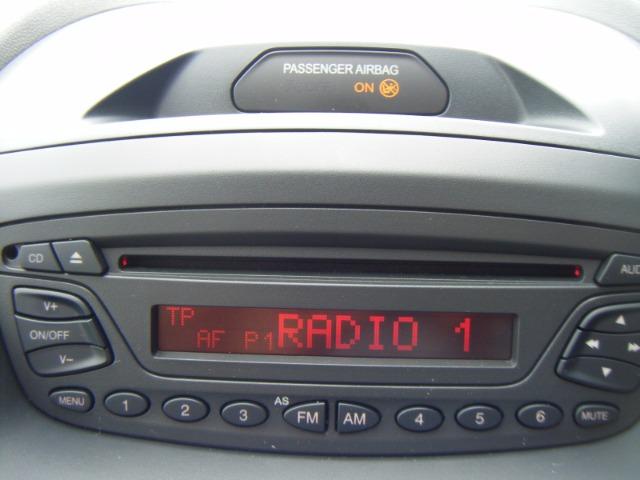 PASSENGER AIRBAG
ON
CD
V+
ON/OFF
V-
TP
AF P1 RADIO 1
MENU
1 2 3 AS FM AM 4 5 6 MUTE